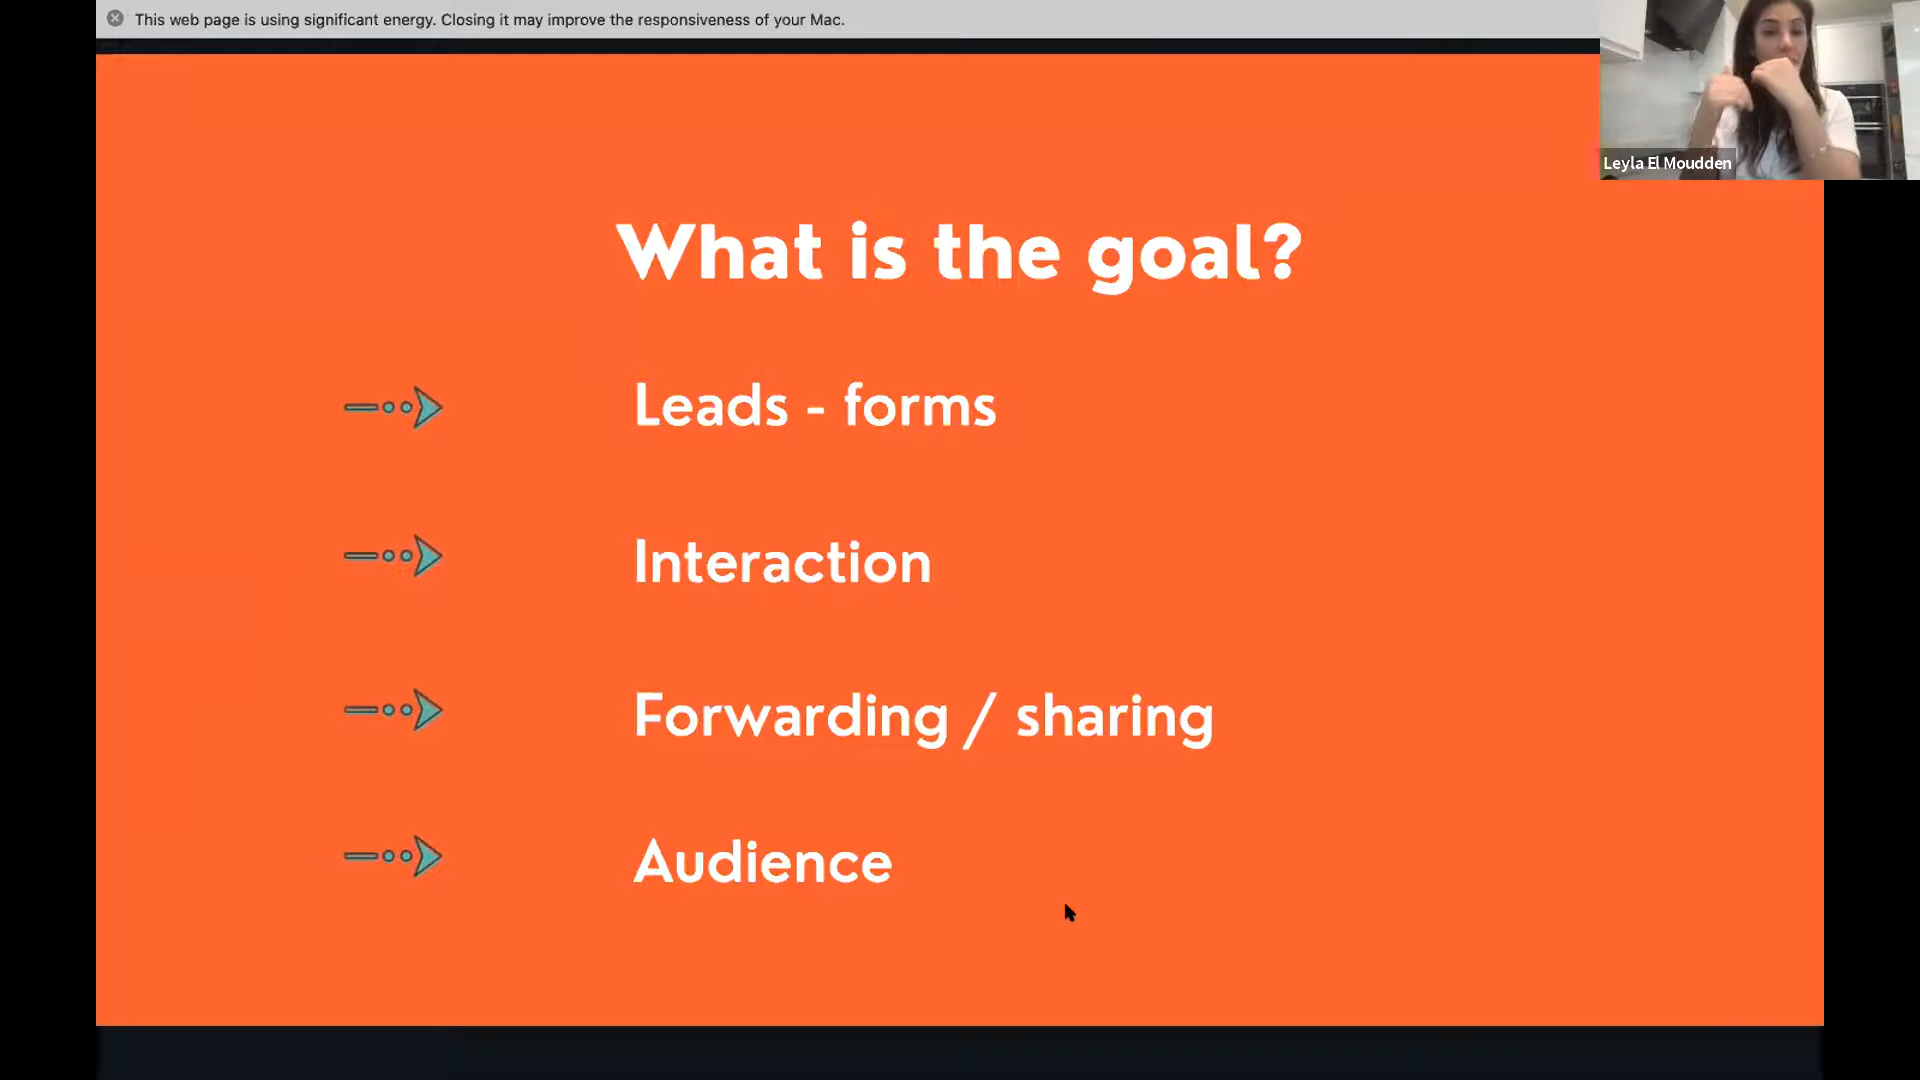 This web page is using significant energy. Closing it may improve the responsiveness of your Mac.
Leyla El Moudden
What is the goal?
Leads - forms
Interaction
Forwarding / sharing
Audience